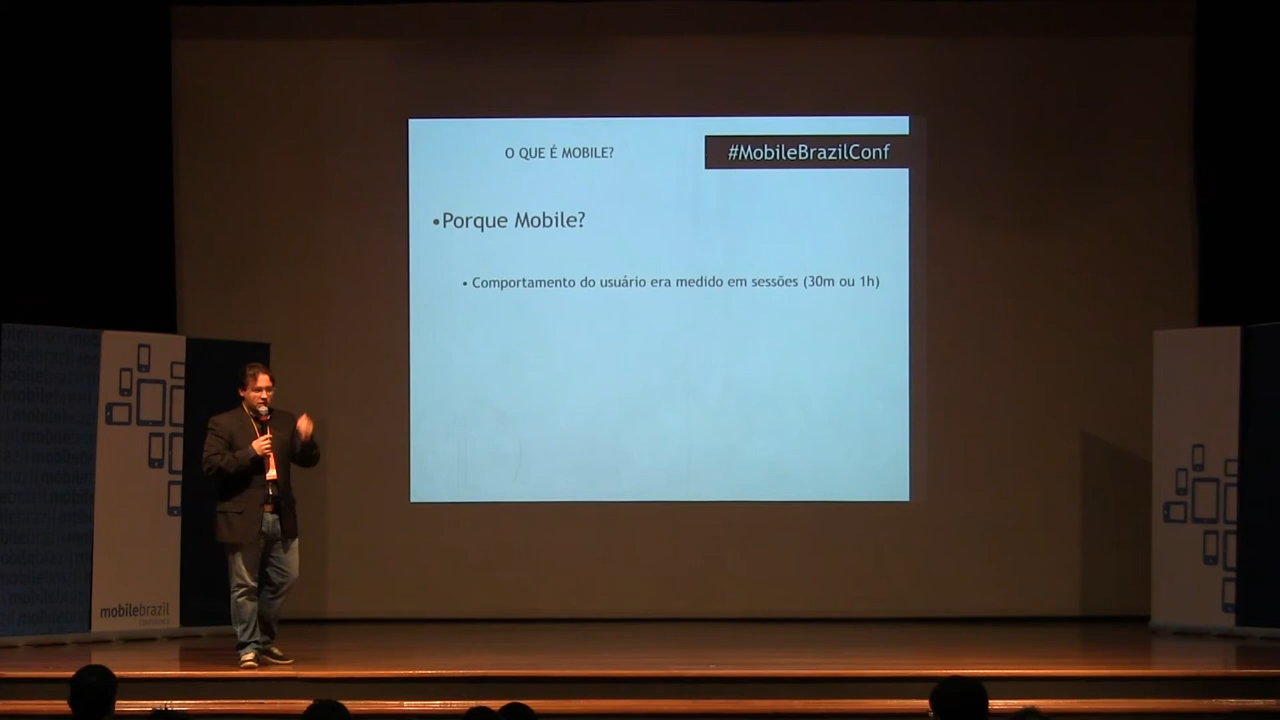 O QUE É MOBILE?
#MobileBrazilConf
•Porque Mobile?
• Comportamento do usuário era medido em sessões (30m ou 1h)
mobilebrazil